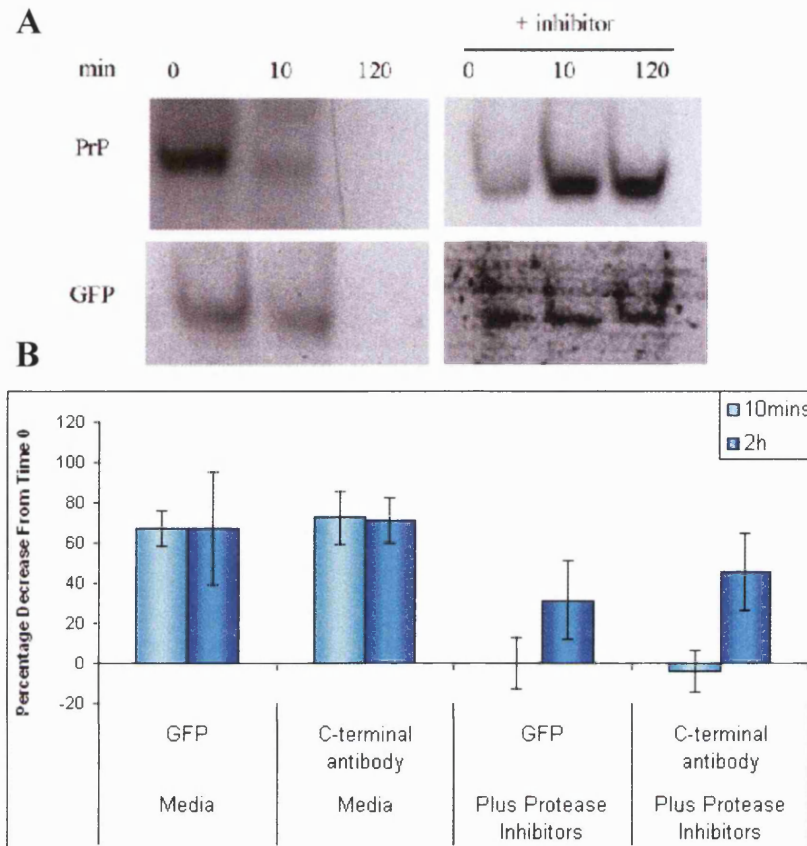 A
+ inhibitor
min 0 10 120 0 10 120
PrP
GFP
B
120
100
80
60
40
20
0
-20
Percentage Decrease From Time 0
10mins
2h
GFP C-terminal antibody GFP C-terminal antibody
Media Media Plus Protease Inhibitors Plus Protease Inhibitors